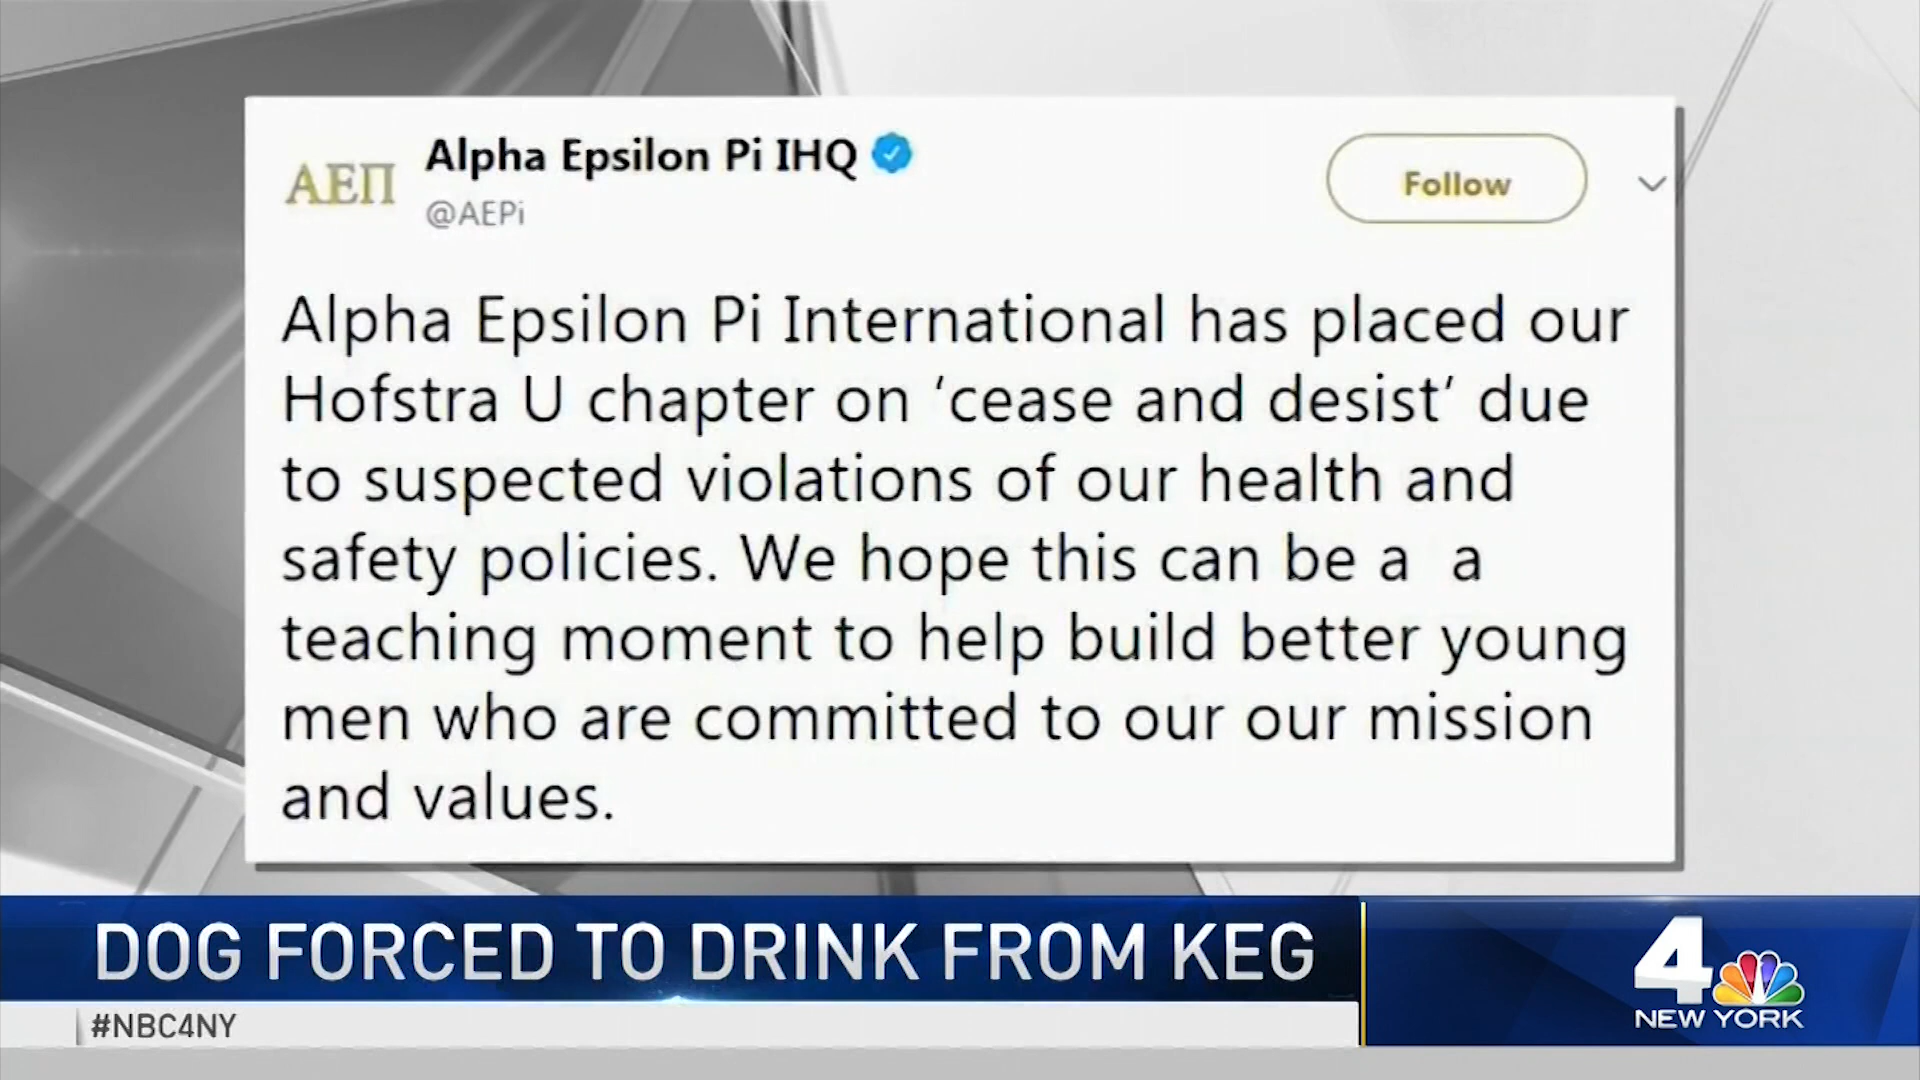 ΑΕΠ
Alpha Epsilon Pi IHQ
@AEPi
Follow
Alpha Epsilon Pi International has placed our
Hofstra U chapter on ‘cease and desist’ due
to suspected violations of our health and
safety policies. We hope this can be a  a
teaching moment to help build better young
men who are committed to our our mission
and values.
DOG FORCED TO DRINK FROM KEG
#NBC4NY
4
NEW YORK